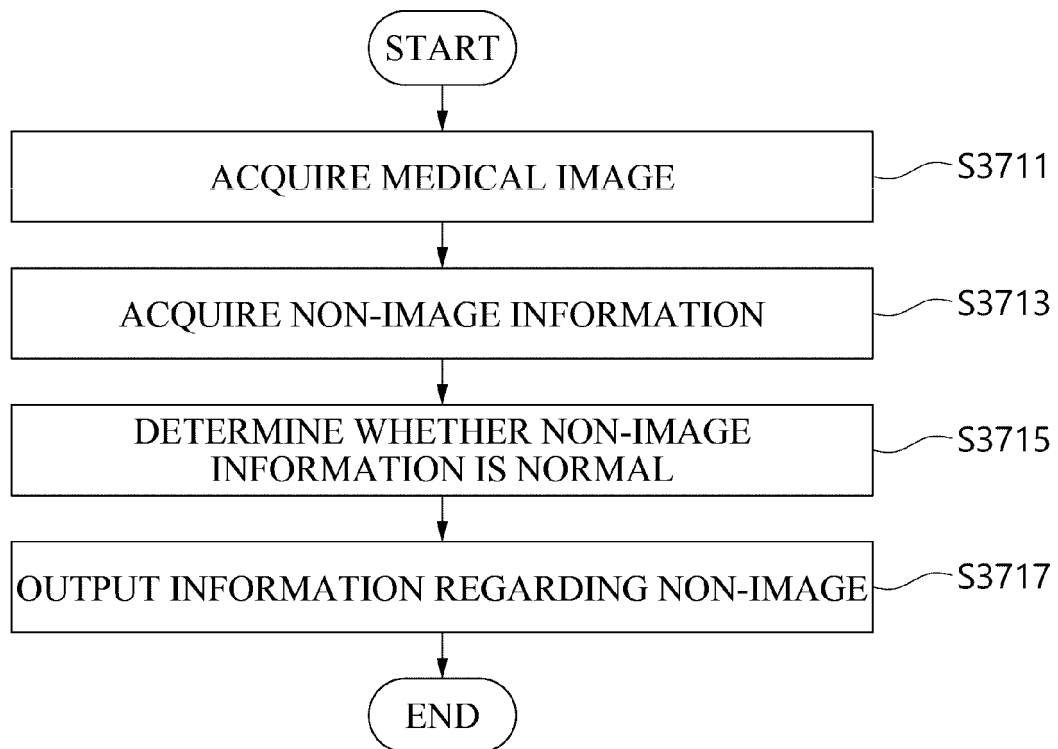 START
ACQUIRE MEDICAL IMAGE
S3711
ACQUIRE NON-IMAGE INFORMATION
S3713
DETERMINE WHETHER NON-IMAGE
INFORMATION IS NORMAL
S3715
OUTPUT INFORMATION REGARDING NON-IMAGE
S3717
END